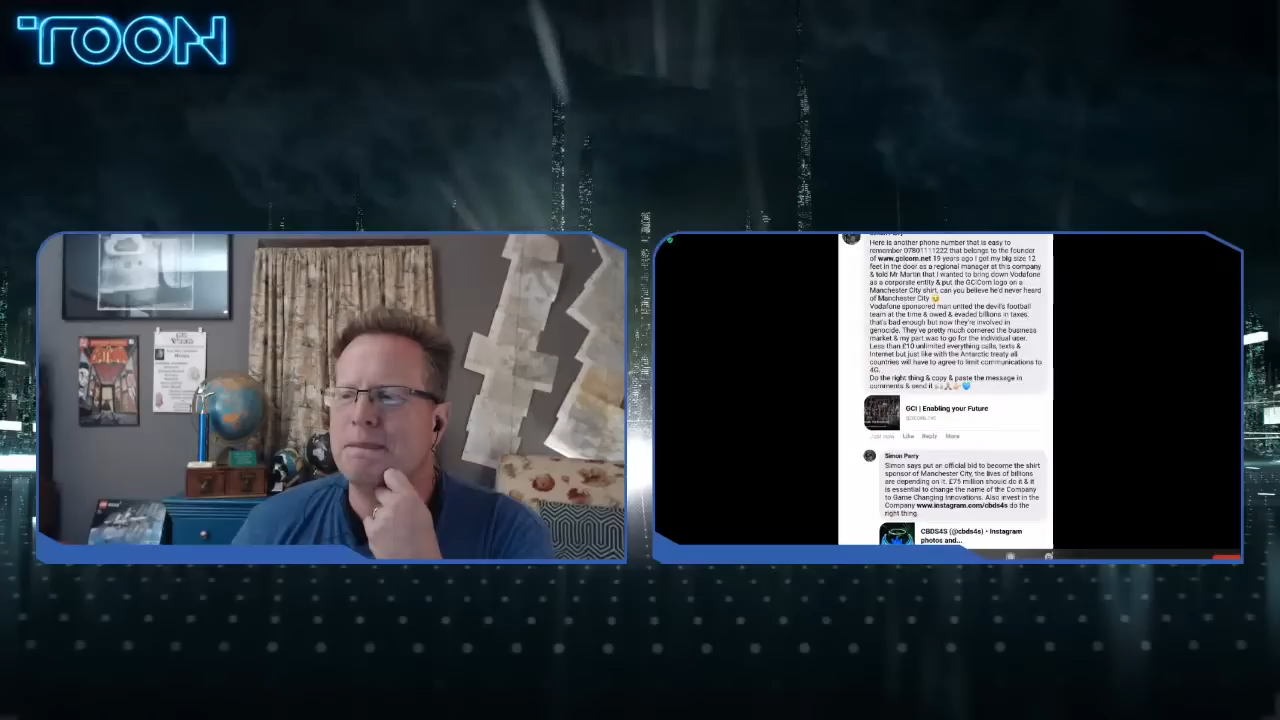 TOON
Here is another phone number that is easy to
remember 07801111222 that belongs to the founder
of www.gcicom.net 19 years ago I got my big size 12
feet in the door as a regional manager at this company
& told Mr Martin that I wanted to bring down Vodafone
as a corporate entity & put the GCICom logo on a
Manchester City shirt, can you believe he'd never heard
of Manchester City 😉
Vodafone sponsored man united the devil's football
team at the time & owed & evaded billions in taxes,
that's bad enough but now they're involved in
genocide. They've pretty much cornered the business
market & my part was to go for the individual user.
Less than £10 unlimited everything calls, texts &
Internet but just like with the Antarctic treaty all
countries will have to agree to limit communications to
4G.
Do the right thing & copy & paste the message in
comments & send it
GCI | Enabling your Future
Just now Like Reply More
Simon Parry
Simon says put an official bid to become the shirt
sponsor of Manchester City, the lives of billions
are depending on it. £75 million should do it & it
is essential to change the name of the Company
to Game Changing Innovations. Also invest in the
Company www.instagram.com/cbds4s do the
right thing.
CBDS4S (@cbds4s) • Instagram
photos and...